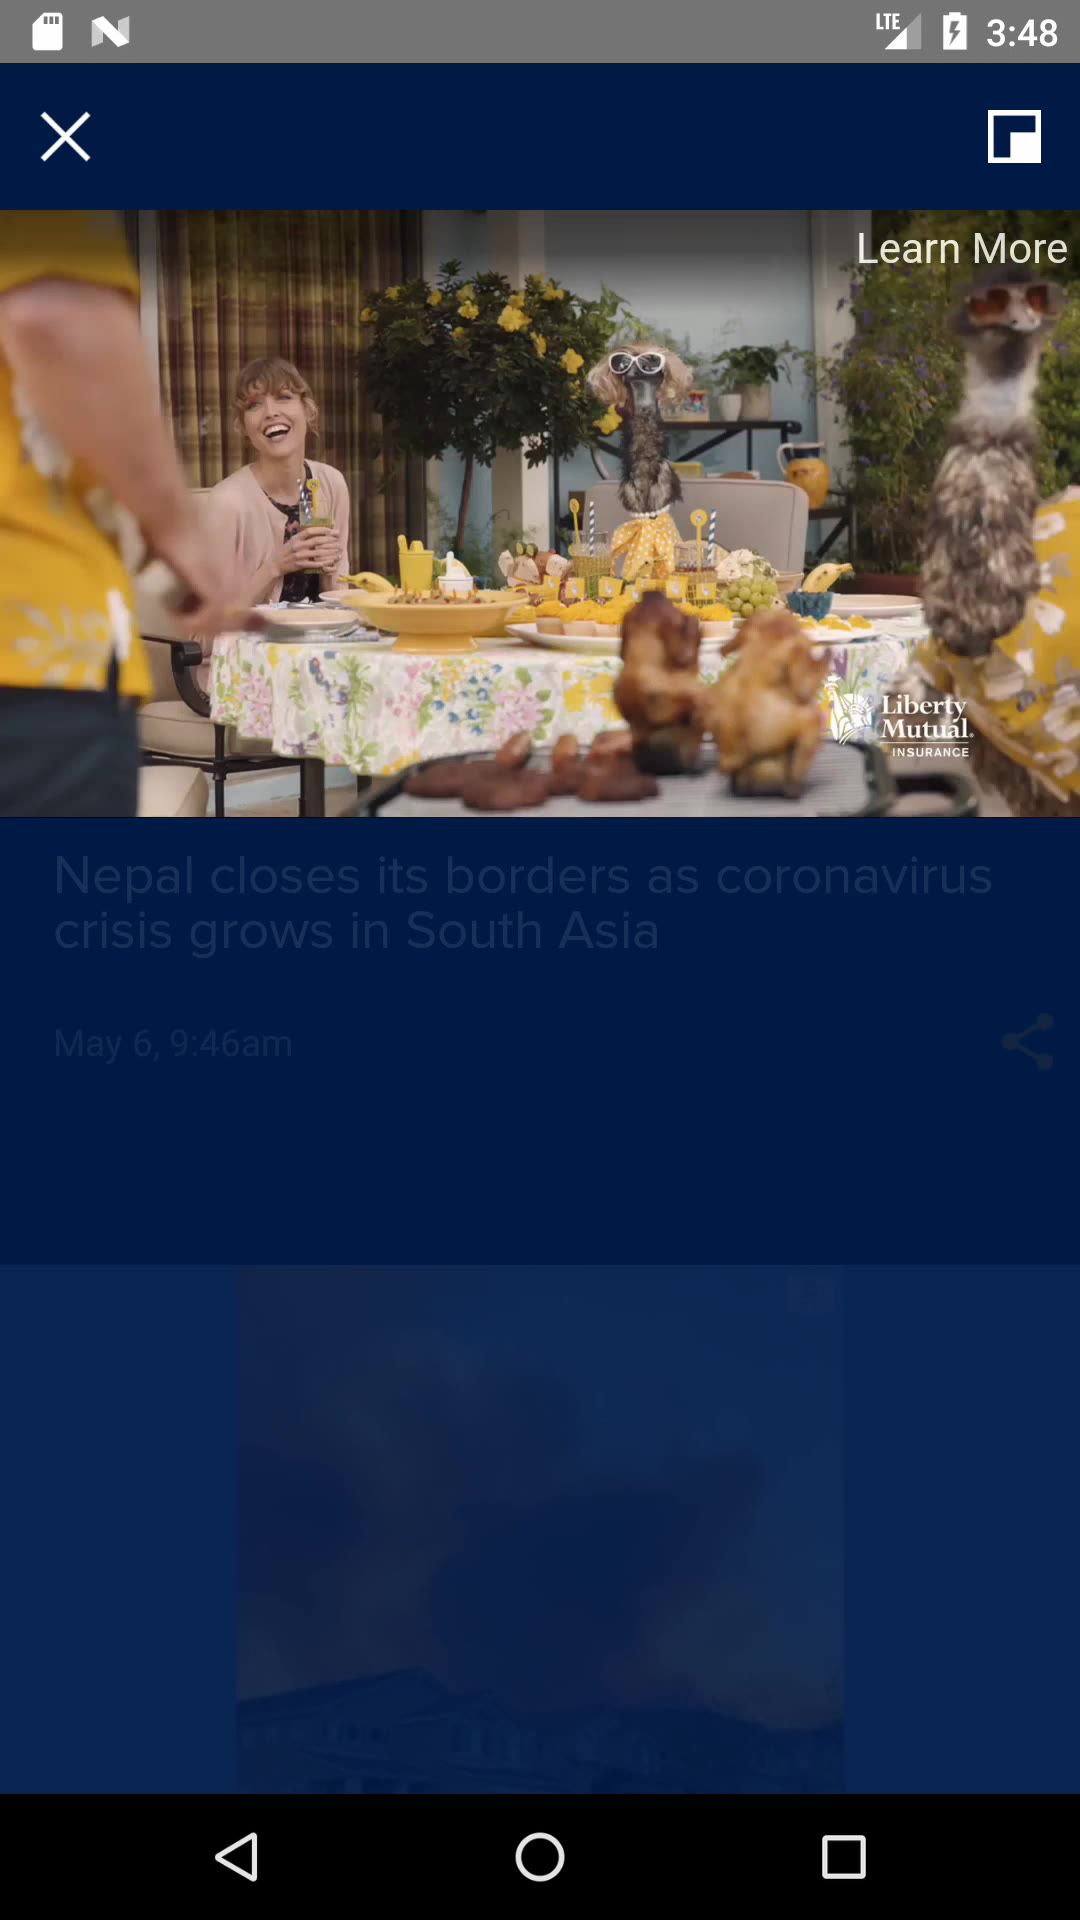 LTE
3:48
Learn More
Liberty
Mutual®
INSURANCE
Nepal closes its borders as coronavirus
crisis grows in South Asia
May 6, 9:46am